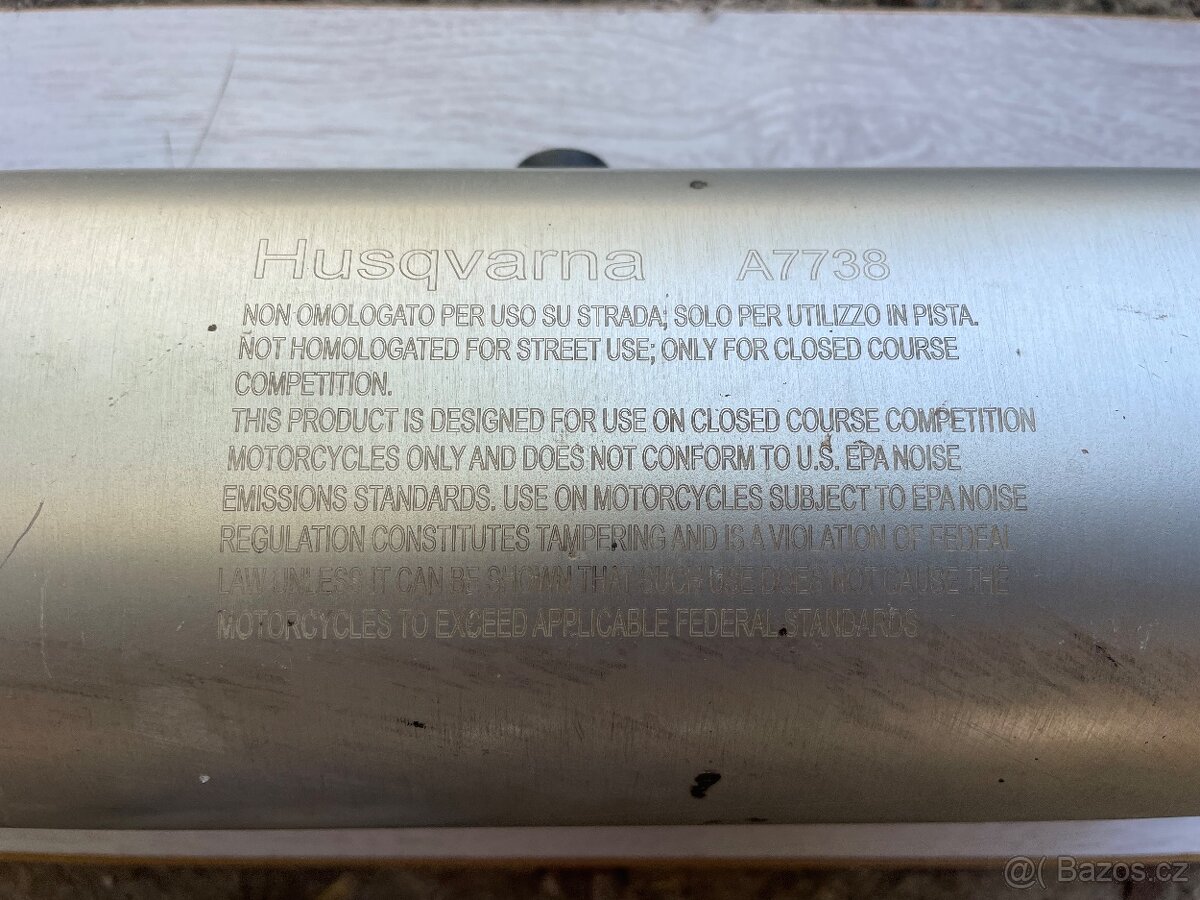 Husqvarna A7738
NON OMOLOGATO PER USO SU STRADA; SOLO PER UTILIZZO IN PISTA.
NOT HOMOLOGATED FOR STREET USE; ONLY FOR CLOSED COURSE
COMPETITION.
THIS PRODUCT IS DESIGNED FOR USE ON CLOSED COURSE COMPETITION
MOTORCYCLES ONLY AND DOES NOT CONFORM TO U.S. EPA NOISE
EMISSIONS STANDARDS. USE ON MOTORCYCLES SUBJECT TO EPA NOISE
REGULATION CONSTITUTES TAMPERING AND IS A VIOLATION OF FEDEAL
LAW UNLESS IT CAN BE SHOWN THAT SUCH USE DOES NOT CAUSE THE
MOTORCYCLES TO EXCEED APPLICABLE FEDERAL STANDARDS
@( Bazos.cz